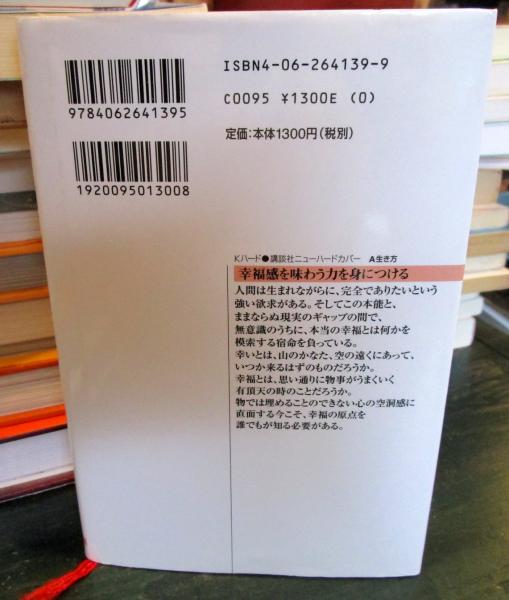 ISBN4-06-264139-9
C0095 ¥1300E (0)
9784062641395
定価:本体1300円(税別)
1920095013008
Kハード●講談社ニューハードカバー A生き方
幸福感を味わう力を身につける
人間は生まれながらに、完全でありたいという
強い欲求がある。そしてこの本能と、
ままならぬ現実のギャップの間で、
無意識のうちに、本当の幸福とは何かを
模索する宿命を負っている。
幸いとは、山のかなた、空の遠くにあって、
いつか来るはずのものだろうか。
幸福とは、思い通りに物事がうまくいく
有頂天の時のことだろうか。
物では埋めることのできない心の空洞感に
直面する今こそ、幸福の原点を
誰でもが知る必要がある。